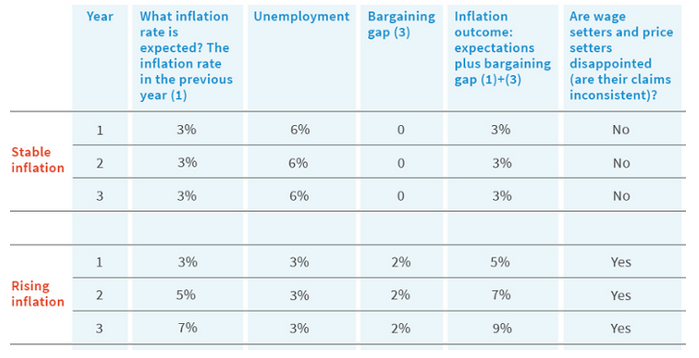 Year
What inflation
rate is
expected? The
inflation rate
in the previous
year (1)
Unemployment
Bargaining
gap (3)
Inflation
outcome:
expectations
plus bargaining
gap (1)+(3)
Are wage
setters and price
setters
disappointed
(are their claims
inconsistent)?
Stable
inflation
1 3% 6% 0 3% No
2 3% 6% 0 3% No
3 3% 6% 0 3% No
Rising
inflation
1 3% 3% 2% 5% Yes
2 5% 3% 2% 7% Yes
3 7% 3% 2% 9% Yes